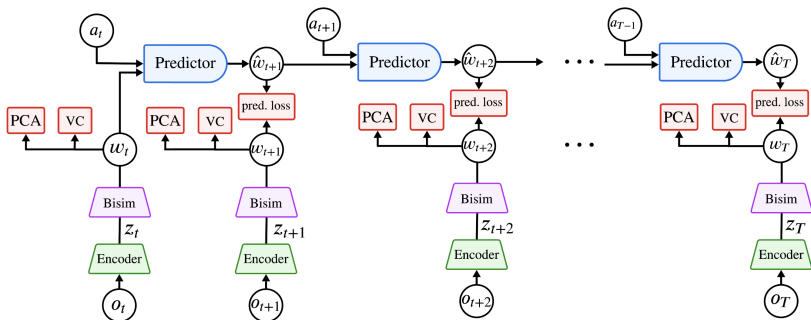 a_t a_{t+1} a_{T−1}
Predictor ŵ_{t+1} Predictor ŵ_{t+2} · · · Predictor ŵ_T
PCA VC PCA VC pred. loss PCA VC pred. loss PCA VC pred. loss
w_t w_{t+1} w_{t+2} · · · w_T
Bisim Bisim Bisim Bisim
z_t z_{t+1} z_{t+2} z_T
Encoder Encoder Encoder Encoder
o_t o_{t+1} o_{t+2} o_T